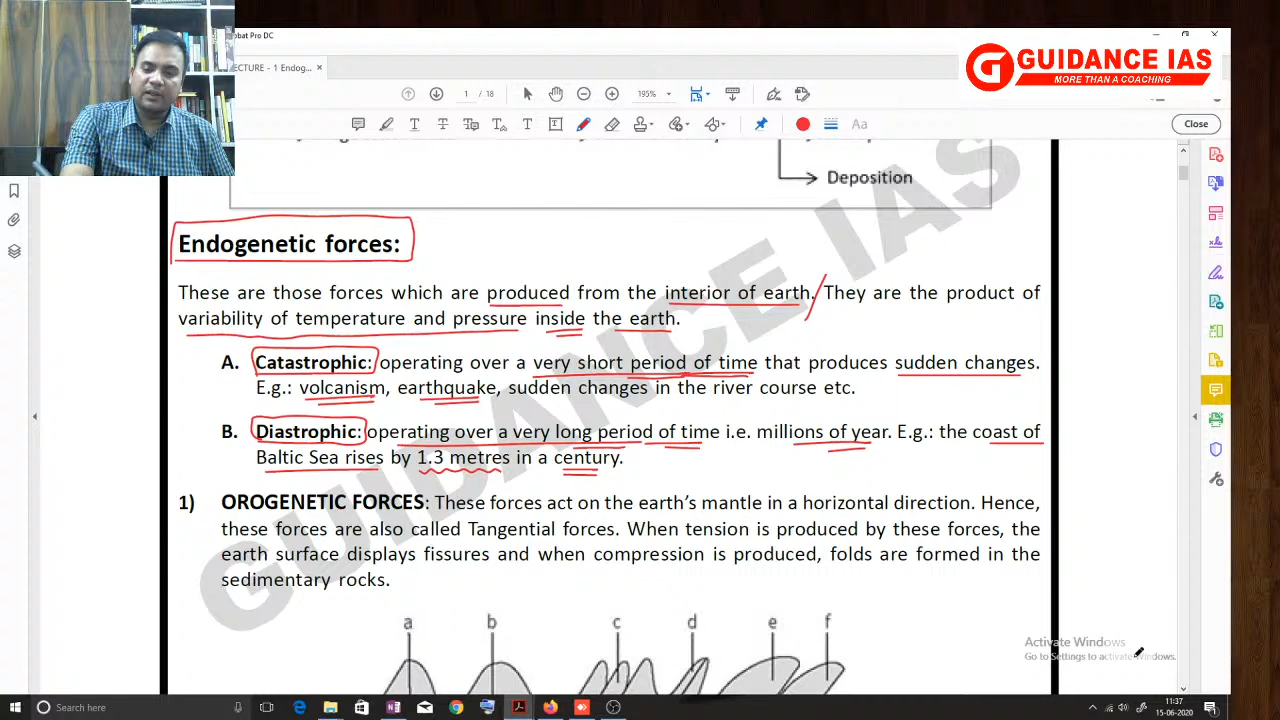 obat Pro DC
GUIDANCE IAS
MORE THAN A COACHING
ECTURE - 1 Endog...
/ 18
195%
Close
Deposition
Endogenetic forces:
These are those forces which are produced from the interior of earth. They are the product of
variability of temperature and pressure inside the earth.
A. Catastrophic: operating over a very short period of time that produces sudden changes.
E.g.: volcanism, earthquake, sudden changes in the river course etc.
B. Diastrophic: operating over a very long period of time i.e. millions of year. E.g.: the coast of
Baltic Sea rises by 1.3 metres in a century.
1) OROGENETIC FORCES: These forces act on the earth's mantle in a horizontal direction. Hence,
these forces are also called Tangential forces. When tension is produced by these forces, the
earth surface displays fissures and when compression is produced, folds are formed in the
sedimentary rocks.
a b c d e f
Activate Windows
Go to Settings to activate Windows.
GUIDANCE IAS
Search here
11:37
15-06-2020